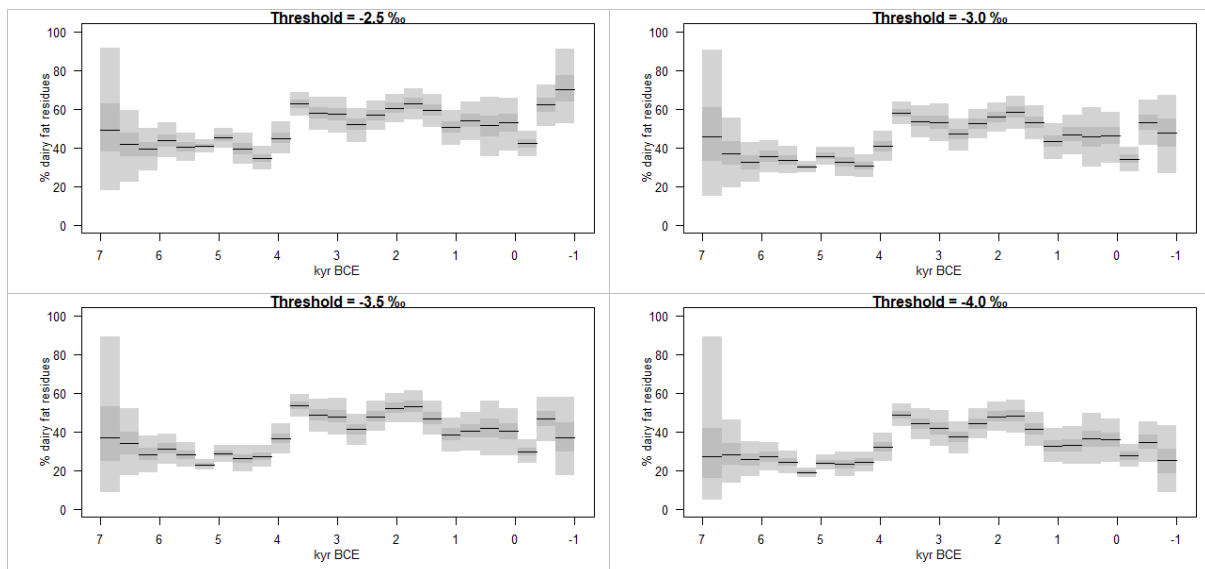 Threshold = -2.5 ‰
% dairy fat residues
100
80
60
40
20
0
7 6 5 4 3 2 1 0 -1
kyr BCE
Threshold = -3.0 ‰
% dairy fat residues
100
80
60
40
20
0
7 6 5 4 3 2 1 0 -1
kyr BCE
Threshold = -3.5 ‰
% dairy fat residues
100
80
60
40
20
0
7 6 5 4 3 2 1 0 -1
kyr BCE
Threshold = -4.0 ‰
% dairy fat residues
100
80
60
40
20
0
7 6 5 4 3 2 1 0 -1
kyr BCE